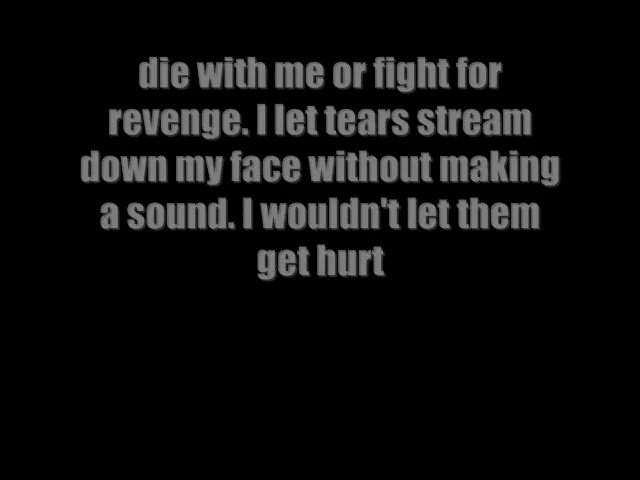 die with me or fight for
revenge. I let tears stream
down my face without making
a sound. I wouldn't let them
get hurt